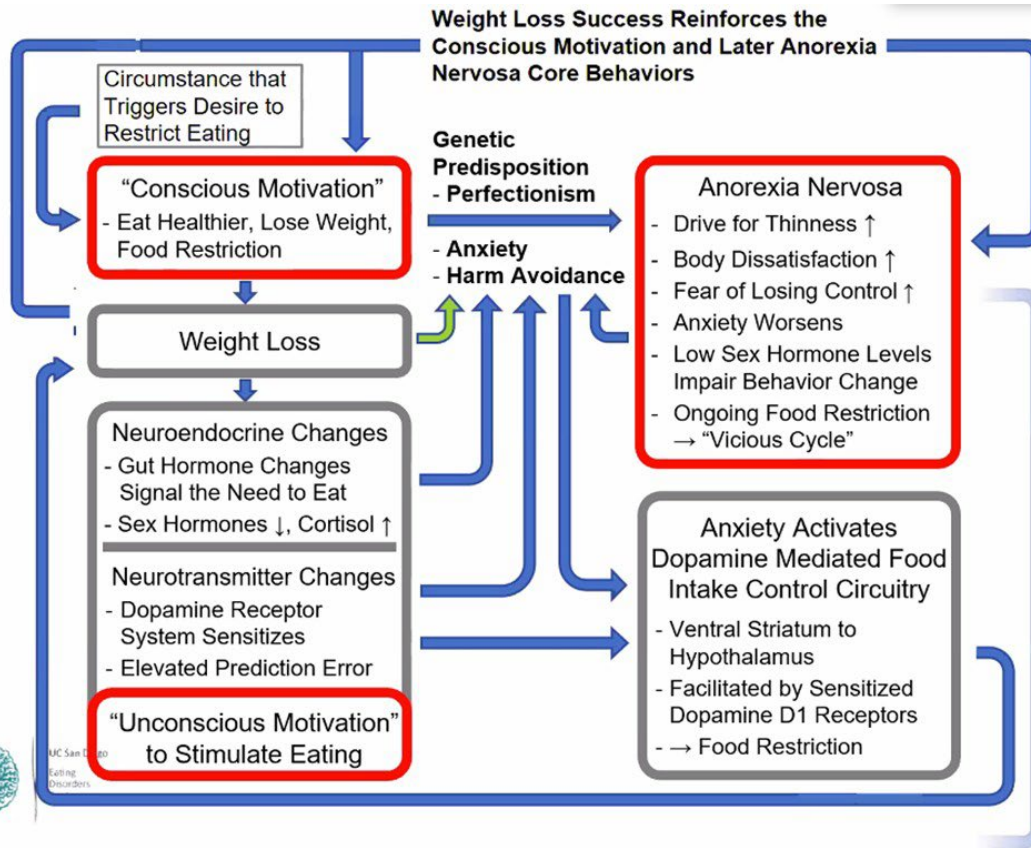 Weight Loss Success Reinforces the
Conscious Motivation and Later Anorexia
Nervosa Core Behaviors
Circumstance that
Triggers Desire to
Restrict Eating
“Conscious Motivation”
- Eat Healthier, Lose Weight,
Food Restriction
Genetic
Predisposition
- Perfectionism
- Anxiety
- Harm Avoidance
Anorexia Nervosa
- Drive for Thinness ↑
- Body Dissatisfaction ↑
- Fear of Losing Control ↑
- Anxiety Worsens
- Low Sex Hormone Levels
Impair Behavior Change
- Ongoing Food Restriction
→ “Vicious Cycle”
Weight Loss
Neuroendocrine Changes
- Gut Hormone Changes
Signal the Need to Eat
- Sex Hormones ↓, Cortisol ↑
Neurotransmitter Changes
- Dopamine Receptor
System Sensitizes
- Elevated Prediction Error
“Unconscious Motivation”
to Stimulate Eating
Anxiety Activates
Dopamine Mediated Food
Intake Control Circuitry
- Ventral Striatum to
Hypothalamus
- Facilitated by Sensitized
Dopamine D1 Receptors
- → Food Restriction
UC San D ego
Eating
Disorders